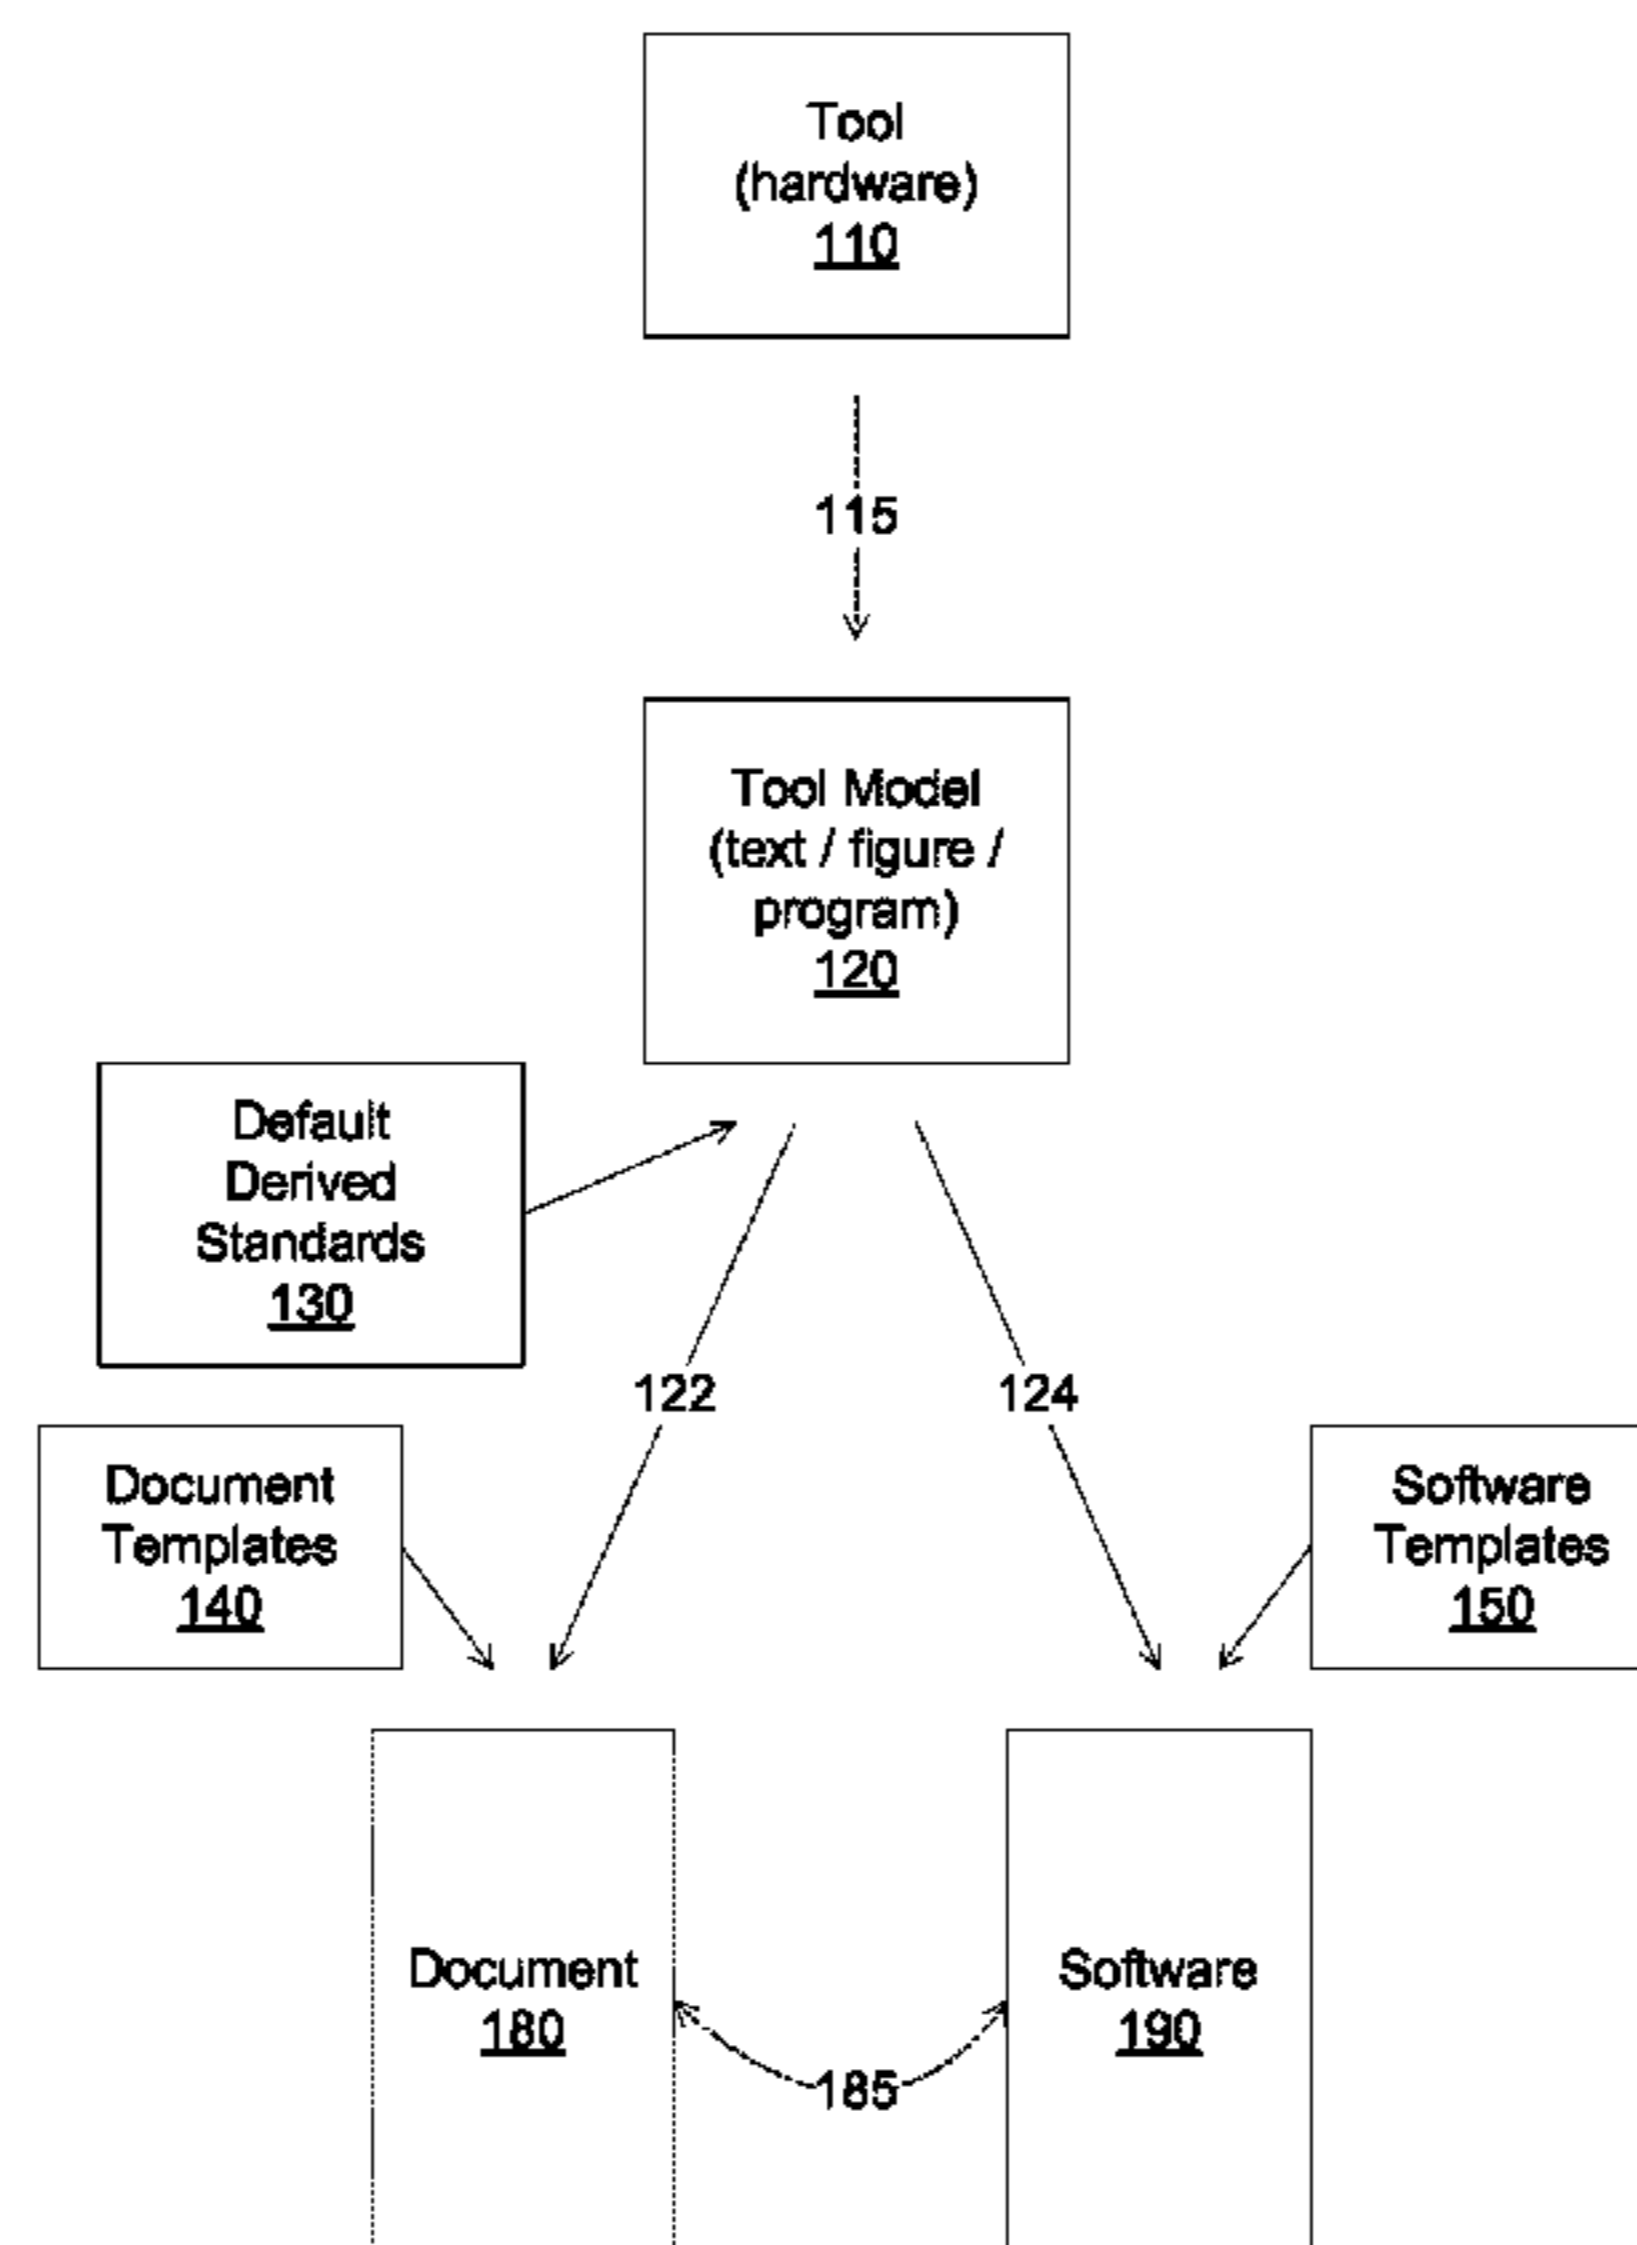 Tool
(hardware)
110
115
Tool Model
(text / figure /
program)
120
Default
Derived
Standards
130
122
124
Document
Templates
140
Software
Templates
150
Document
180
Software
190
185